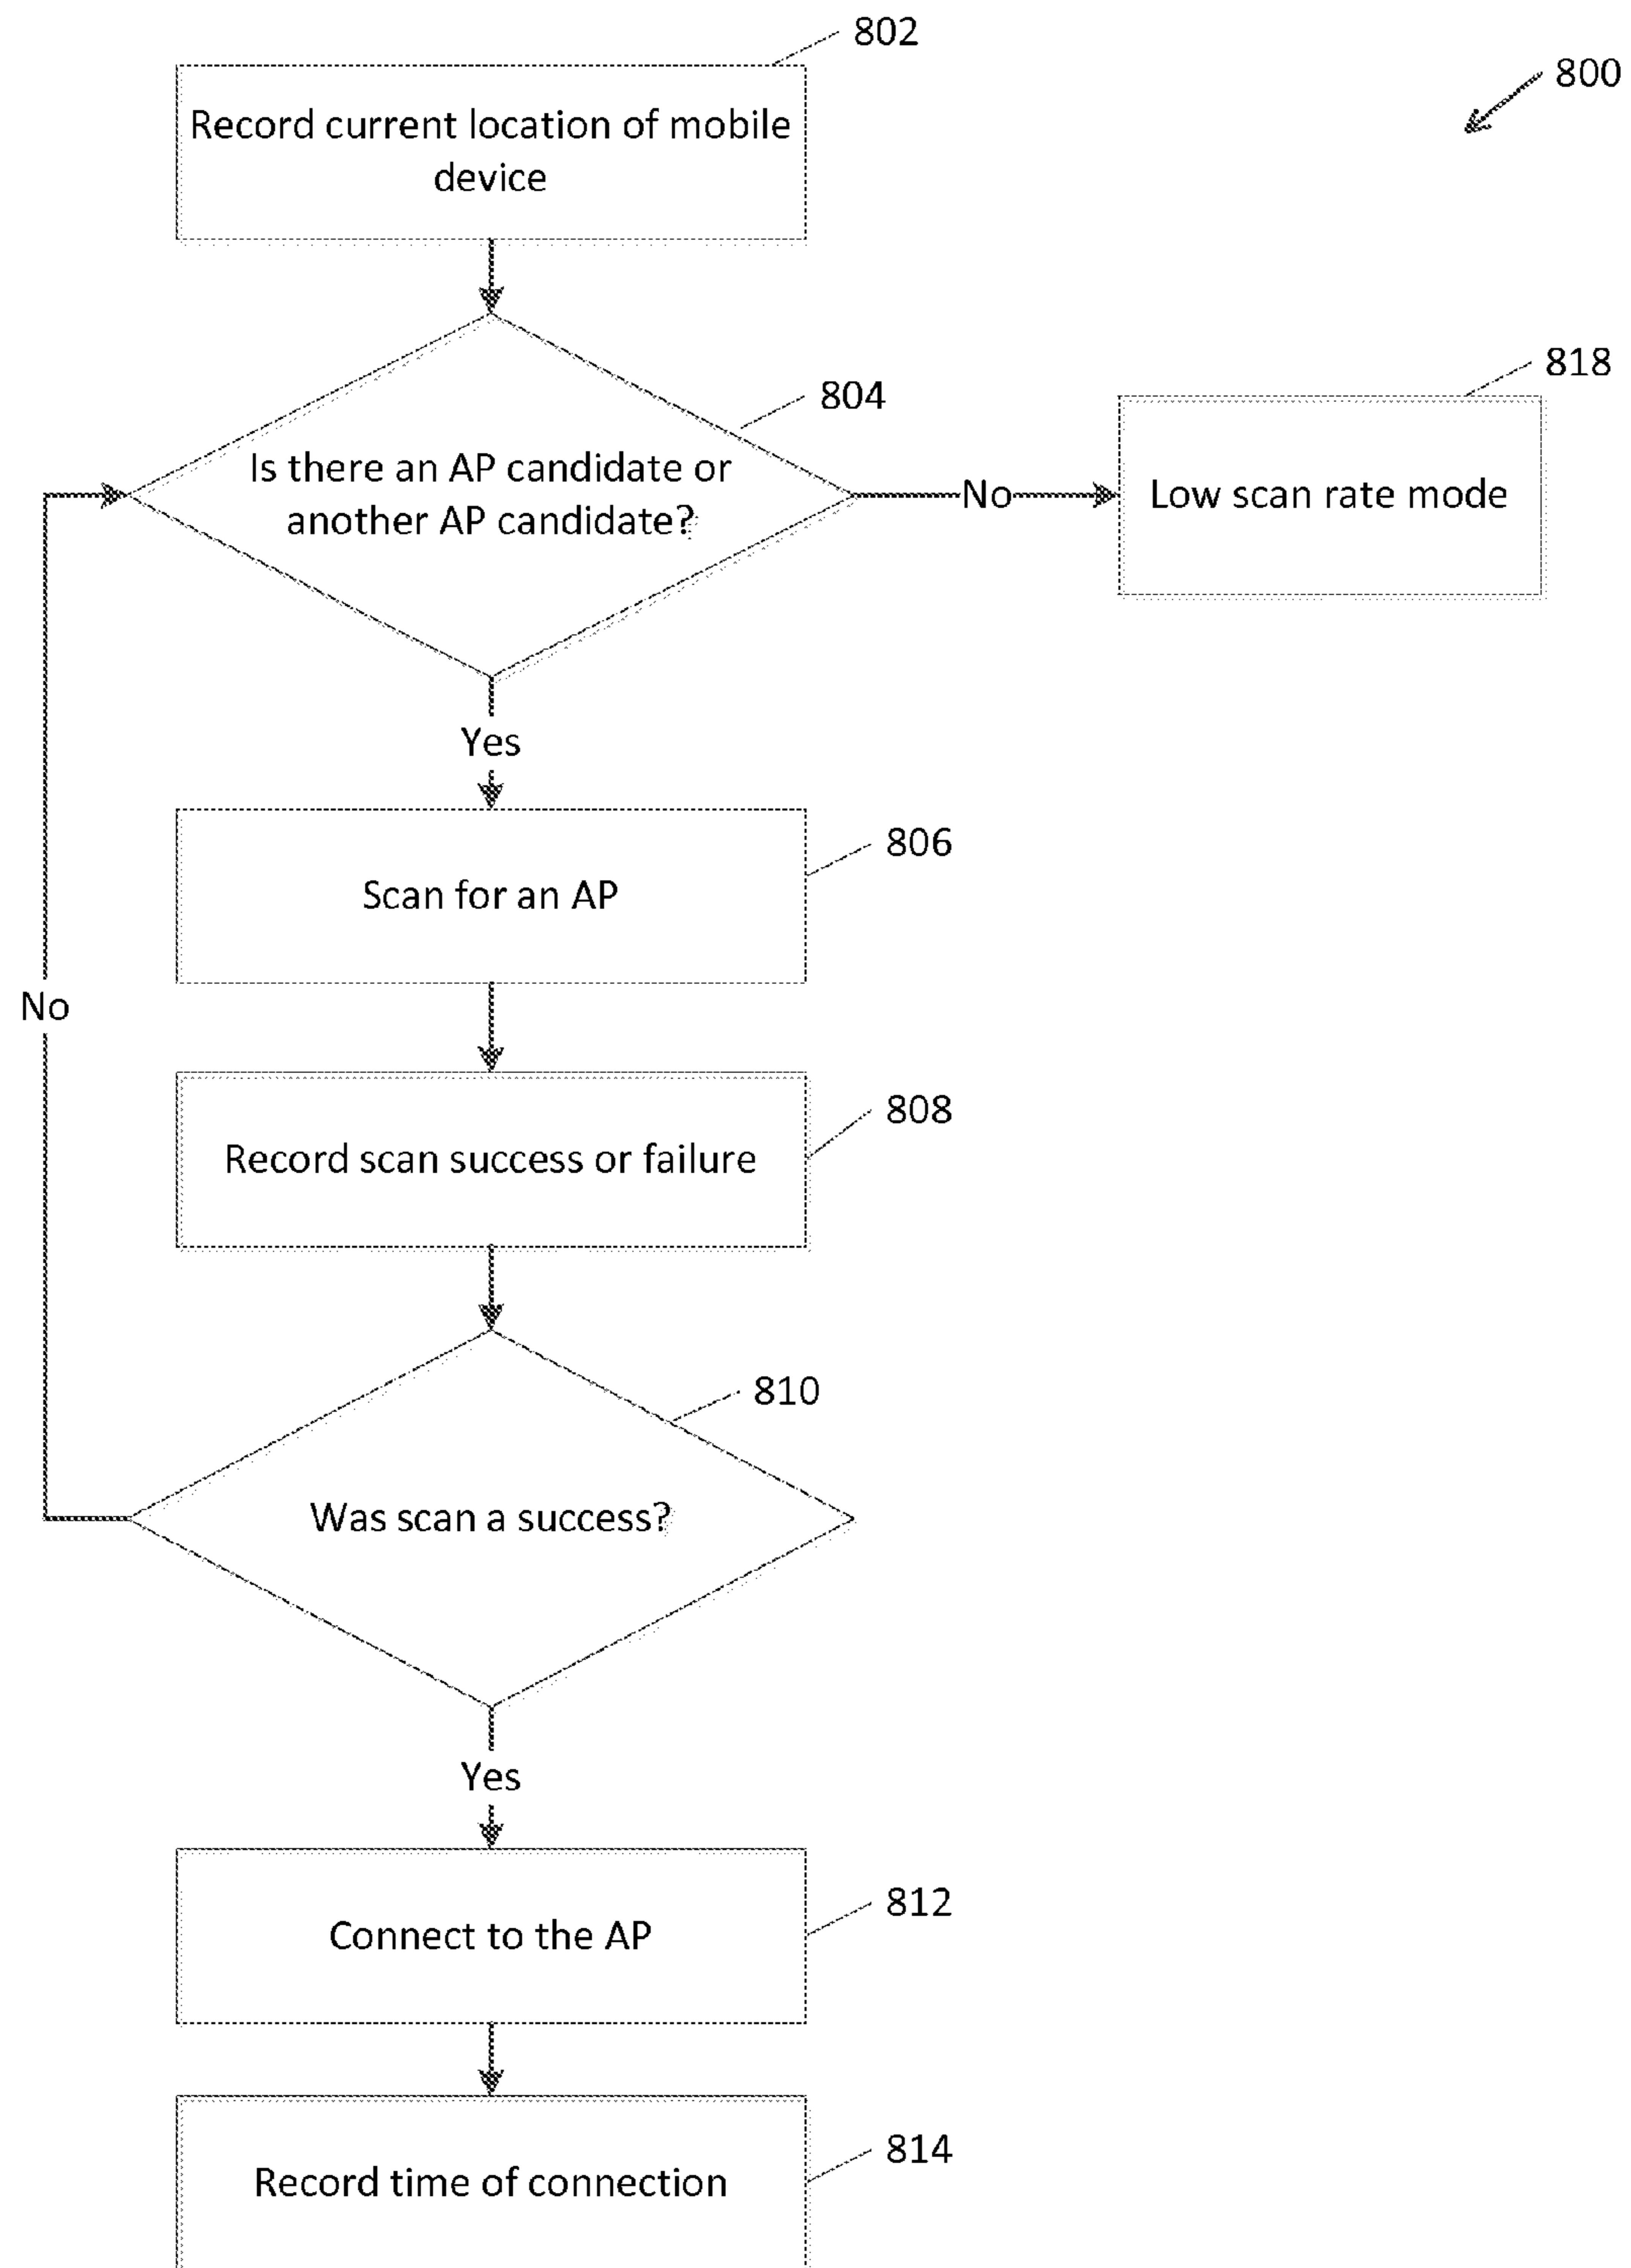 802
800
Record current location of mobile
device
804
818
Is there an AP candidate or
another AP candidate?
No
Low scan rate mode
Yes
806
Scan for an AP
No
808
Record scan success or failure
810
Was scan a success?
Yes
812
Connect to the AP
814
Record time of connection